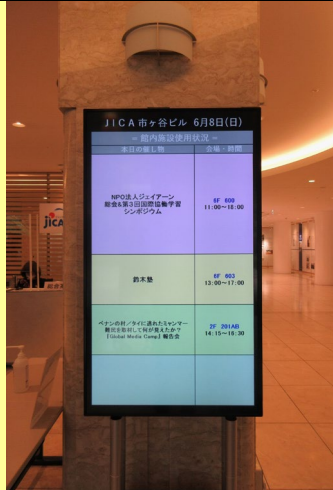 JICA市ヶ谷ビル 6月8日(日)
－ 館内施設使用状況 －
本日の催し物
会場・時間
NPO法人ジェイアーン
総会&第3回国際協働学習
シンポジウム
6F 600
11:00～18:00
鈴木塾
6F 603
13:00～17:00
ペナンの村／タイに逃れたミャンマー
難民を取材して何が見えたか？
『Global Media Camp』報告会
2F 201AB
14:15～16:30
jica